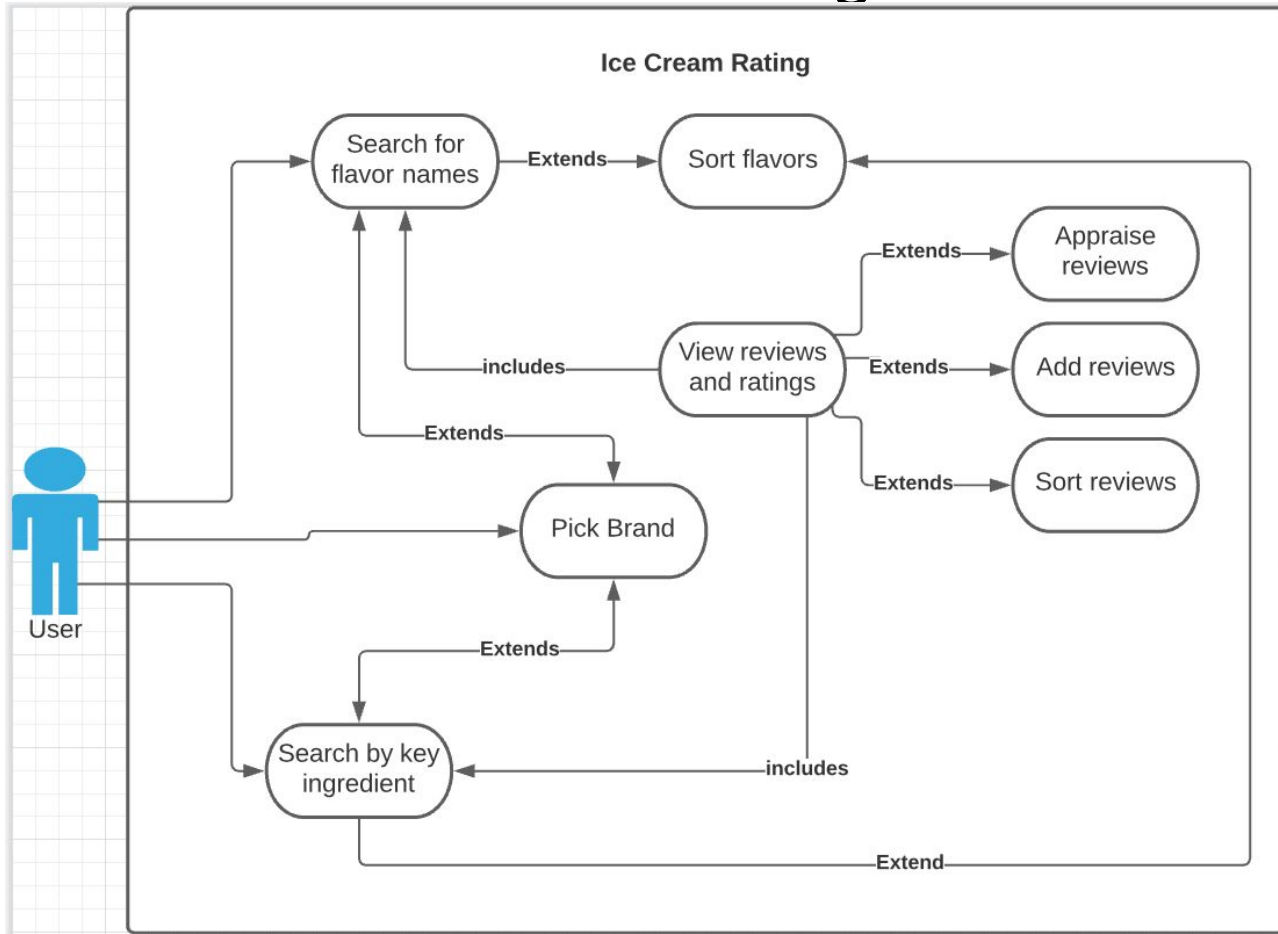 Ice Cream Rating
Search for
flavor names
Extends
Sort flavors
Extends
Appraise
reviews
View reviews
and ratings
includes
Extends
Add reviews
Extends
Extends
Sort reviews
Pick Brand
User
Extends
Search by key
ingredient
includes
Extend